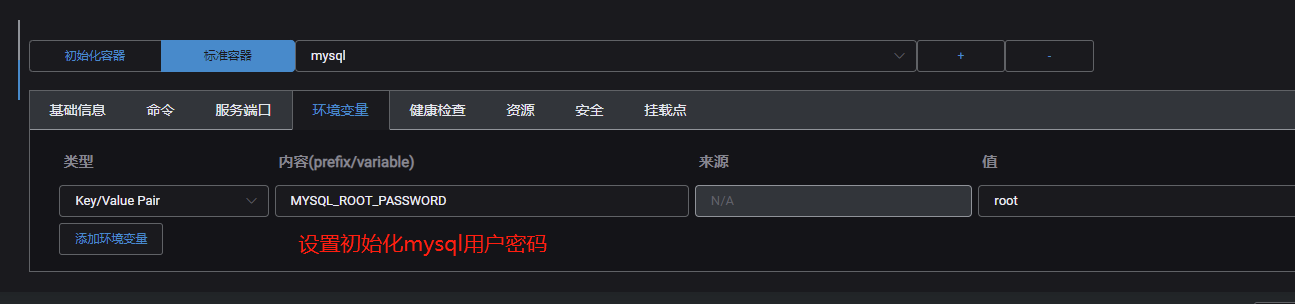 初始化容器 标准容器 mysql + -
基础信息 命令 服务端口 环境变量 健康检查 资源 安全 挂载点
类型 内容(prefix/variable) 来源 值
Key/Value Pair MYSQL_ROOT_PASSWORD N/A root
添加环境变量 设置初始化mysql用户密码